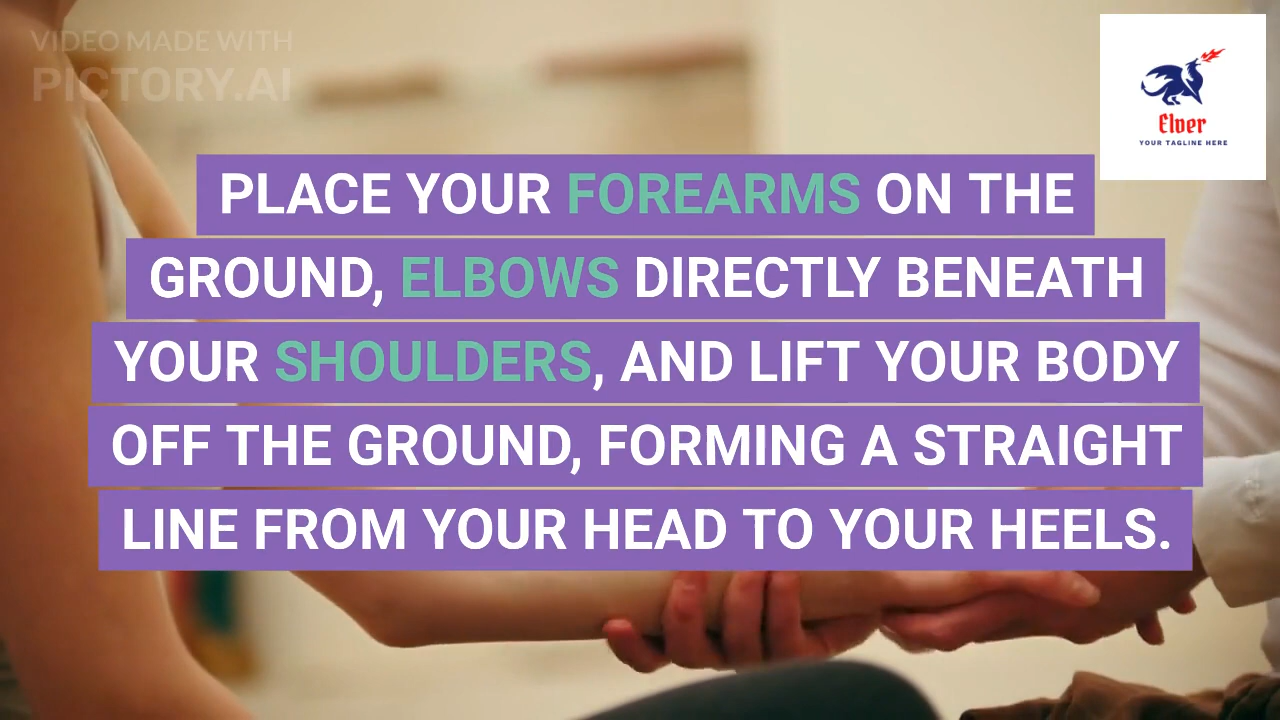 VIDEO MADE WITH
PICTORY.AI
Elver
YOUR TAGLINE HERE
PLACE YOUR FOREARMS ON THE
GROUND, ELBOWS DIRECTLY BENEATH
YOUR SHOULDERS, AND LIFT YOUR BODY
OFF THE GROUND, FORMING A STRAIGHT
LINE FROM YOUR HEAD TO YOUR HEELS.